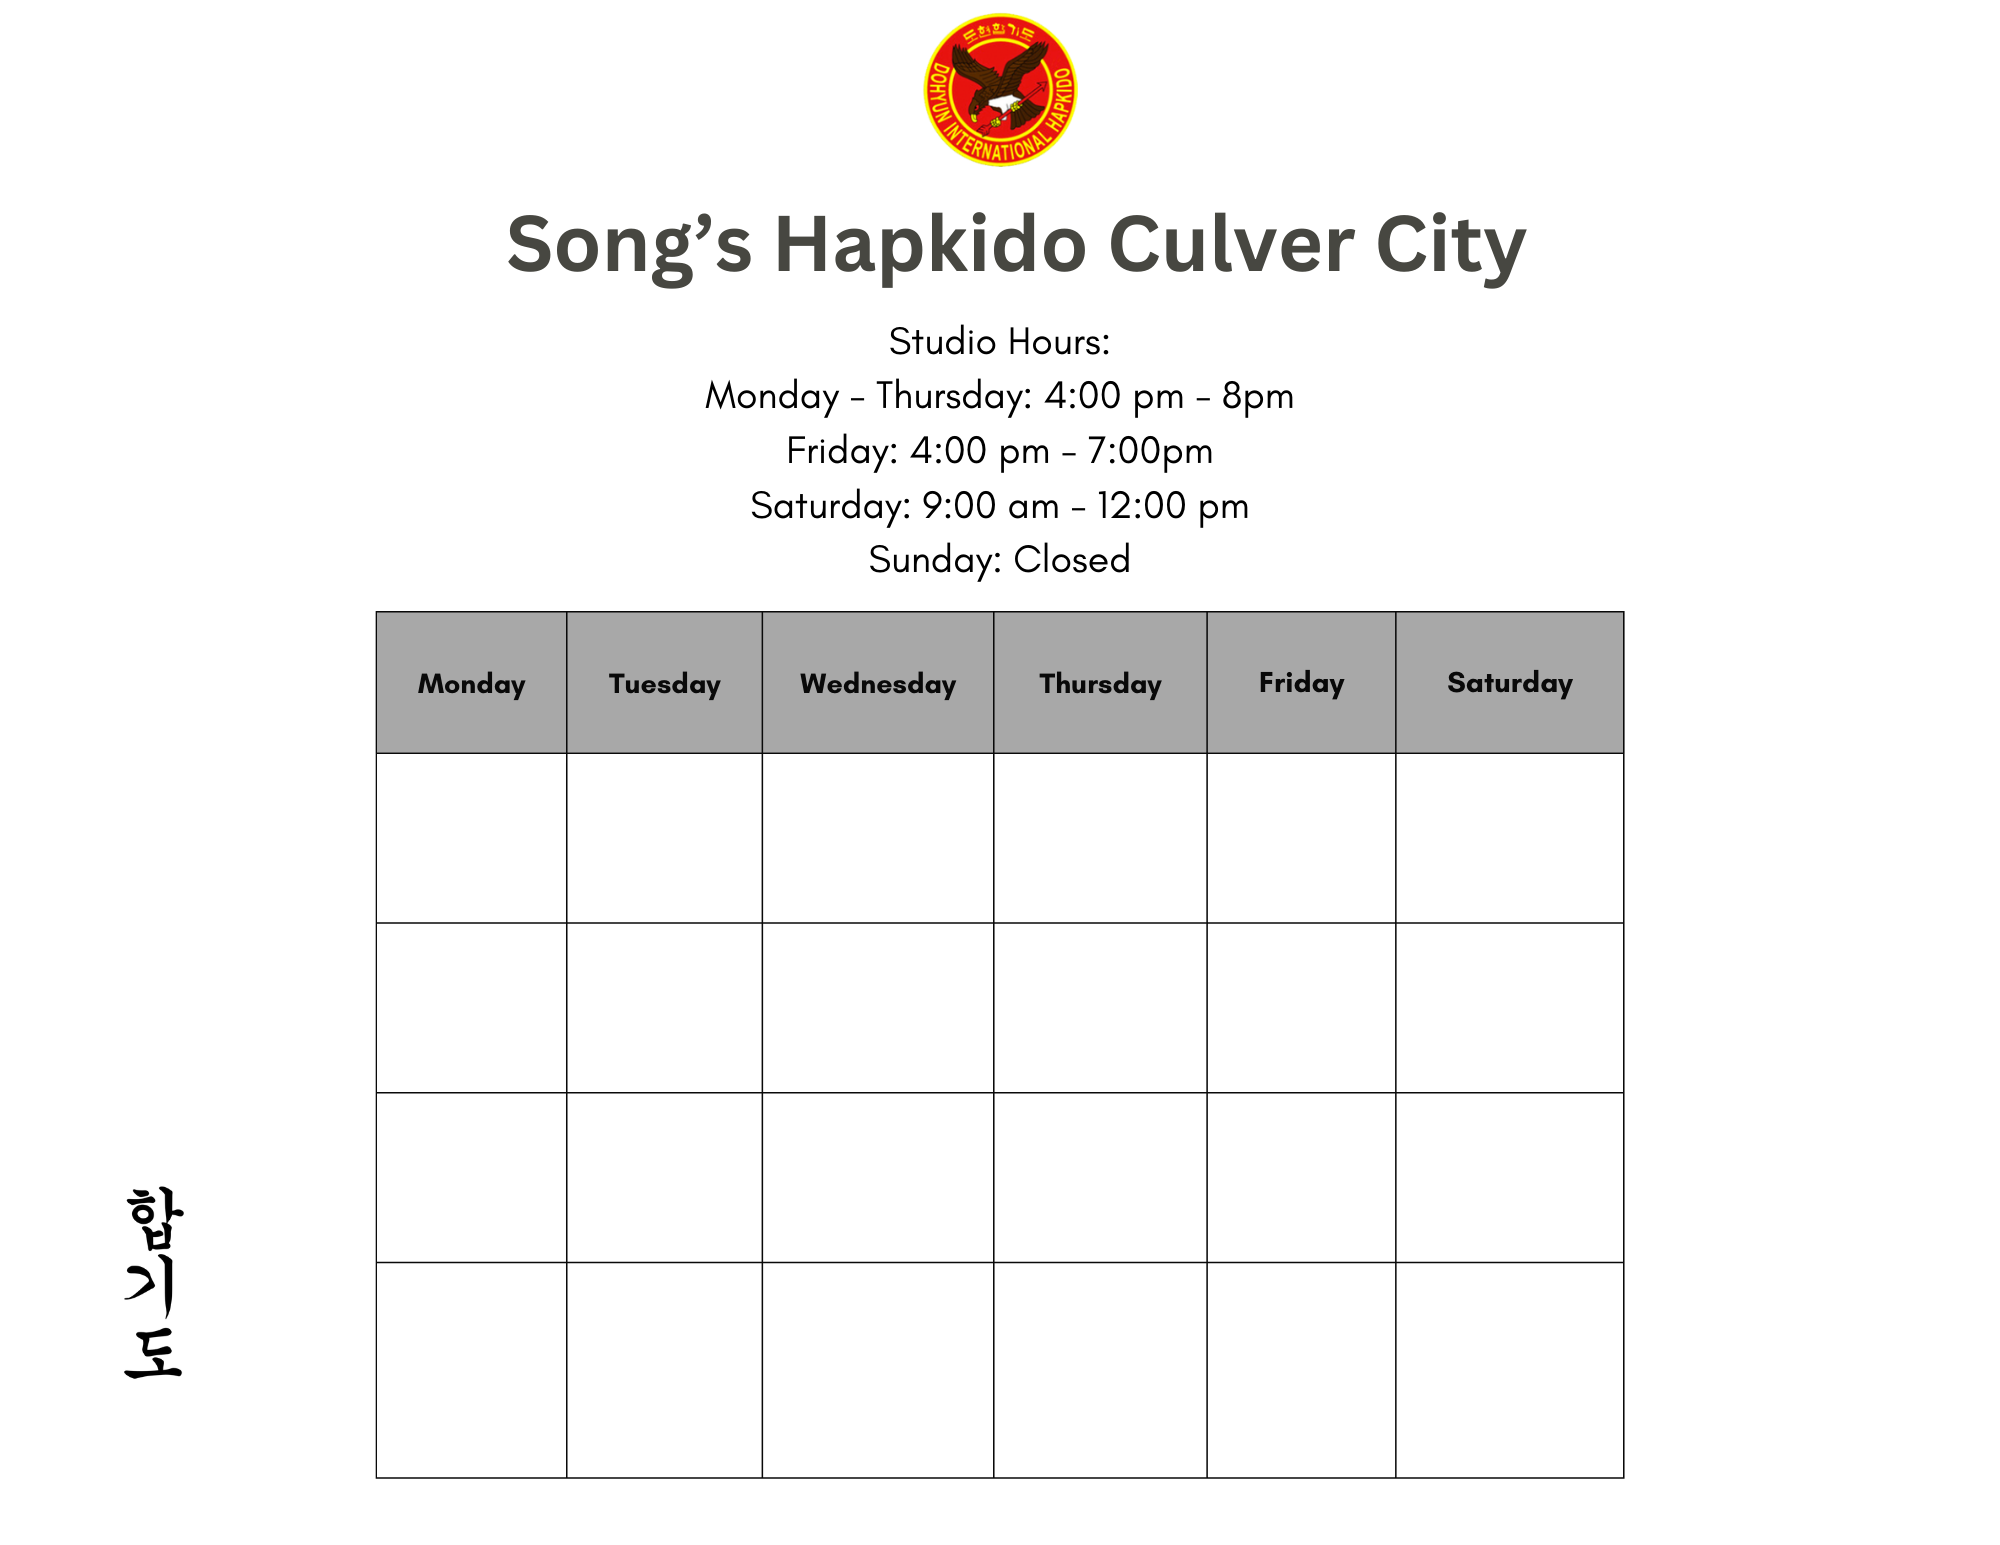 도현합기도
DOHYUN INTERNATIONAL HAPKIDO
Song’s Hapkido Culver City
Studio Hours:
Monday - Thursday: 4:00 pm - 8pm
Friday: 4:00 pm - 7:00pm
Saturday: 9:00 am - 12:00 pm
Sunday: Closed
Monday Tuesday Wednesday Thursday Friday Saturday
합기도